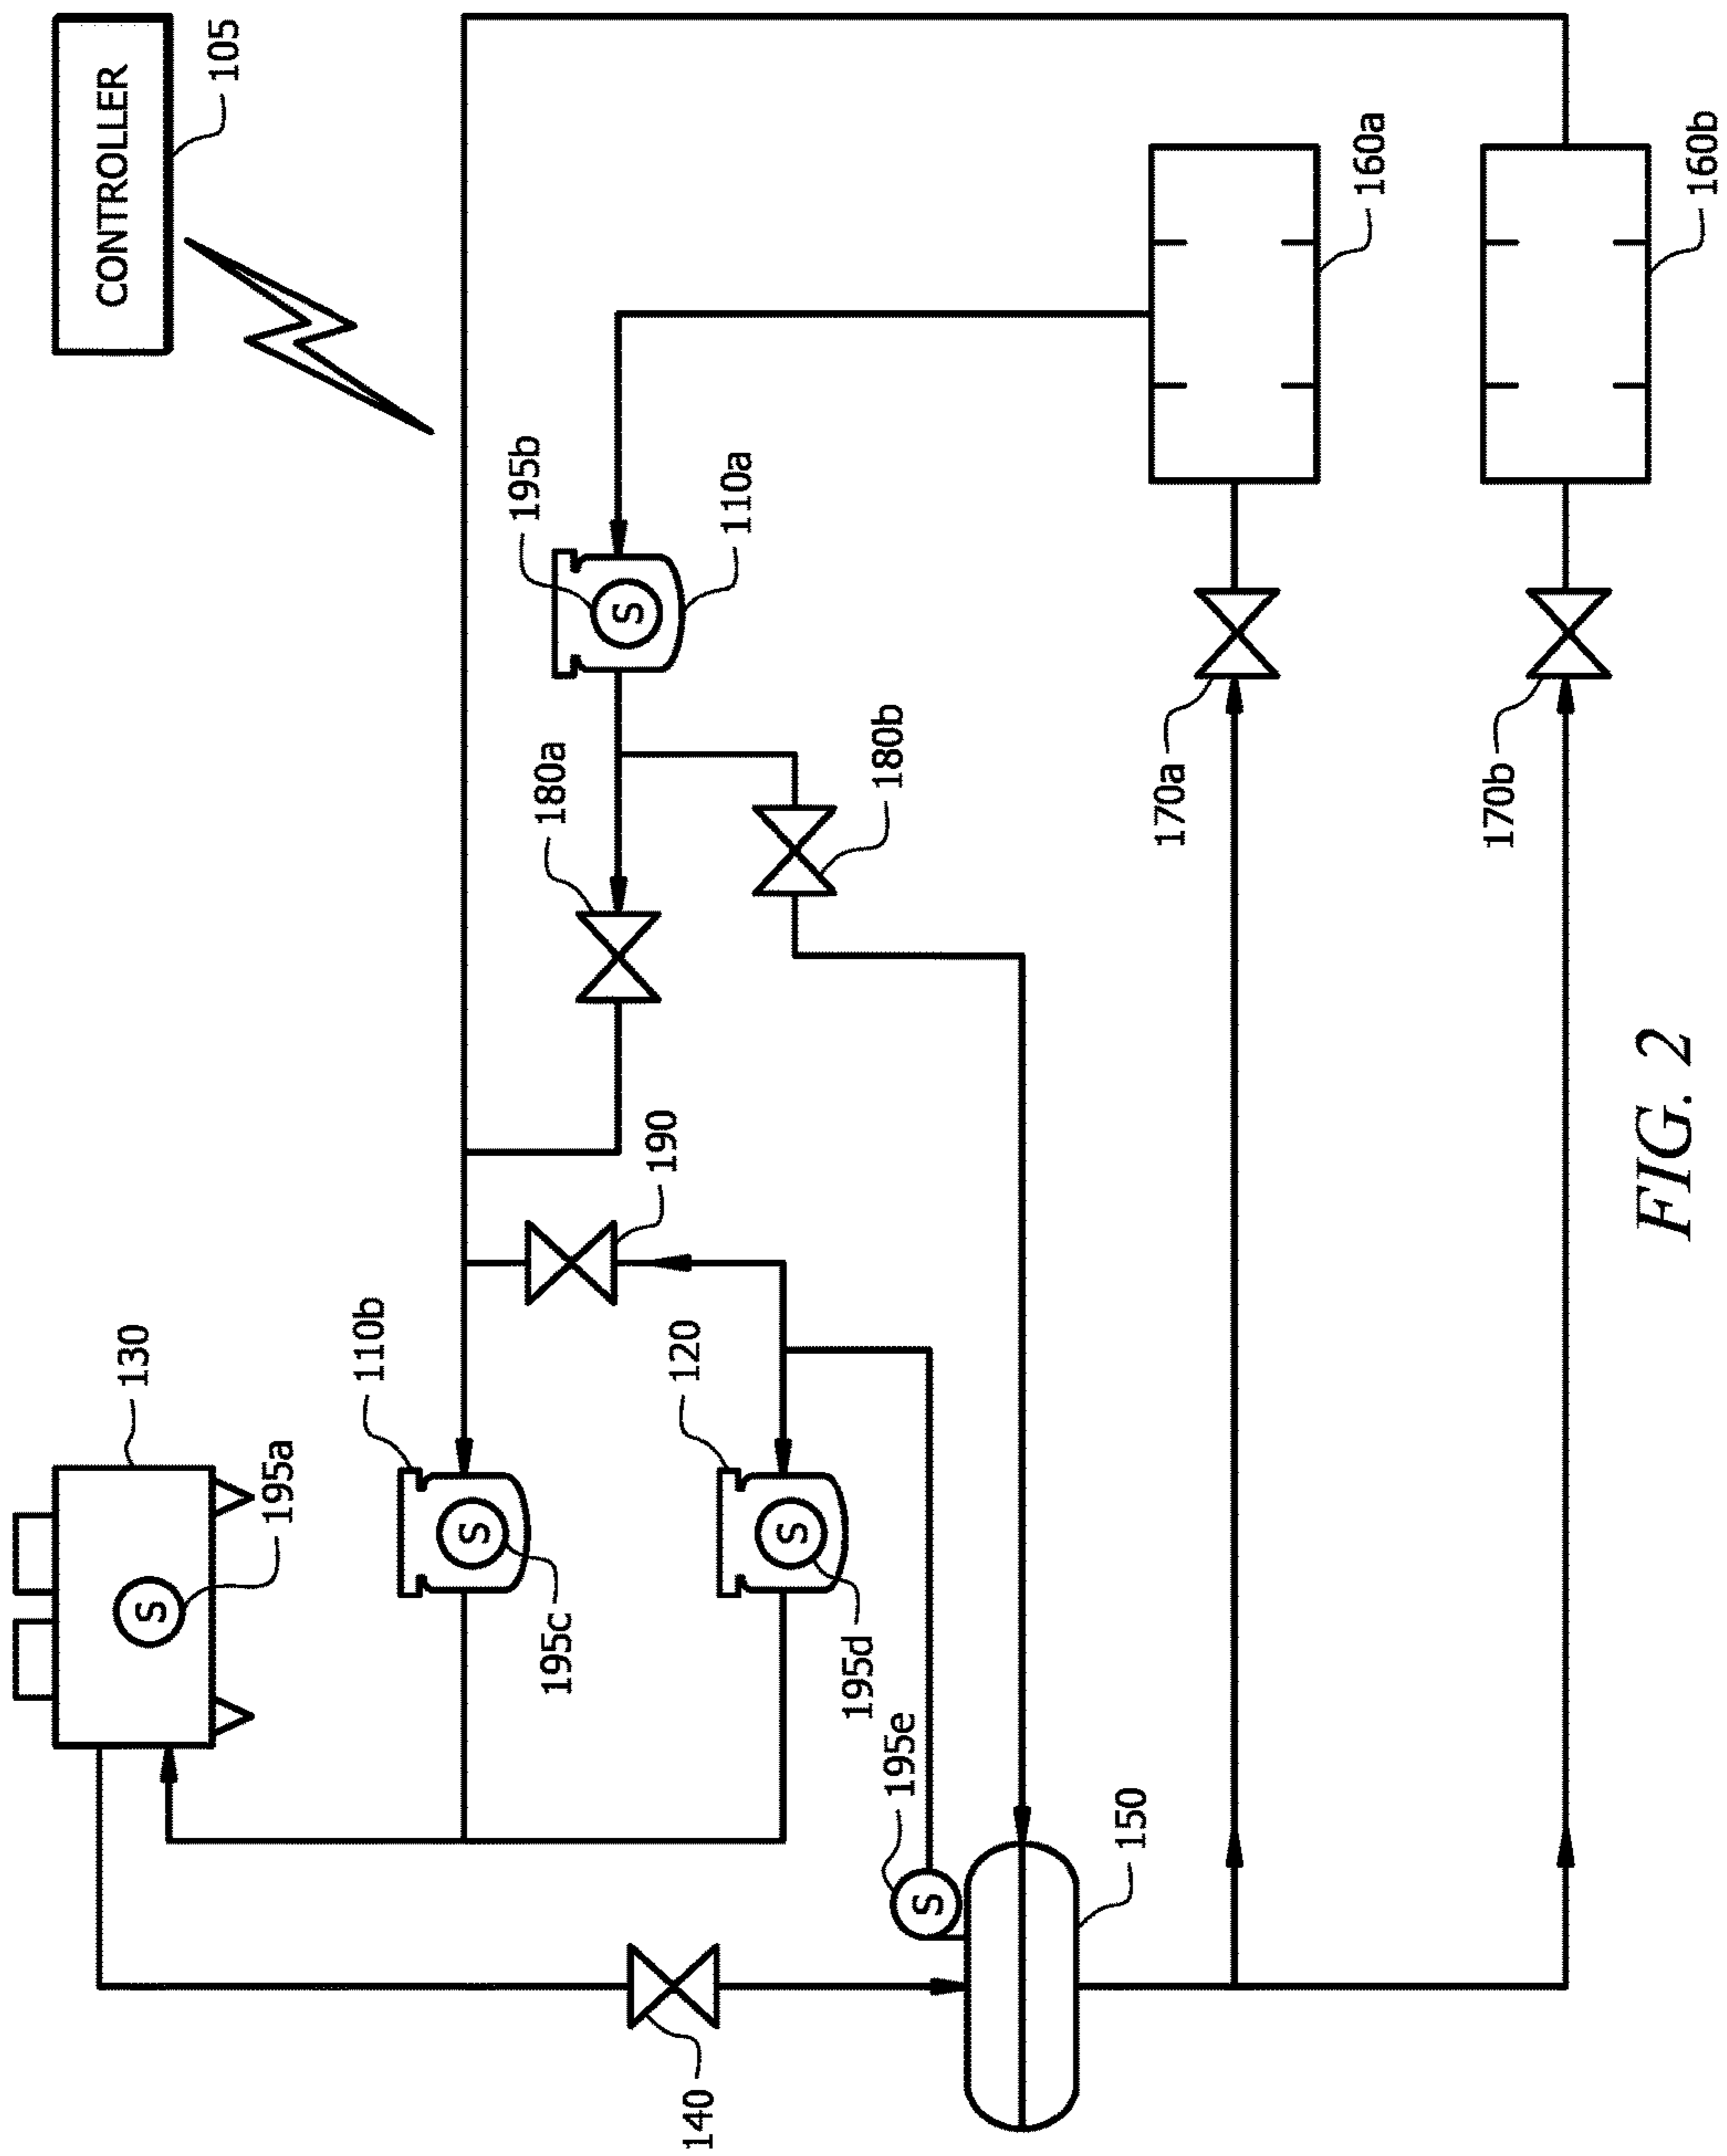 CONTROLLER
130
105
195a
110b
195b
180a
195c
190
120
140
110a
195d
180b
195e
150
170a
160a
170b
160b
FIG. 2
S
S
S
S
S